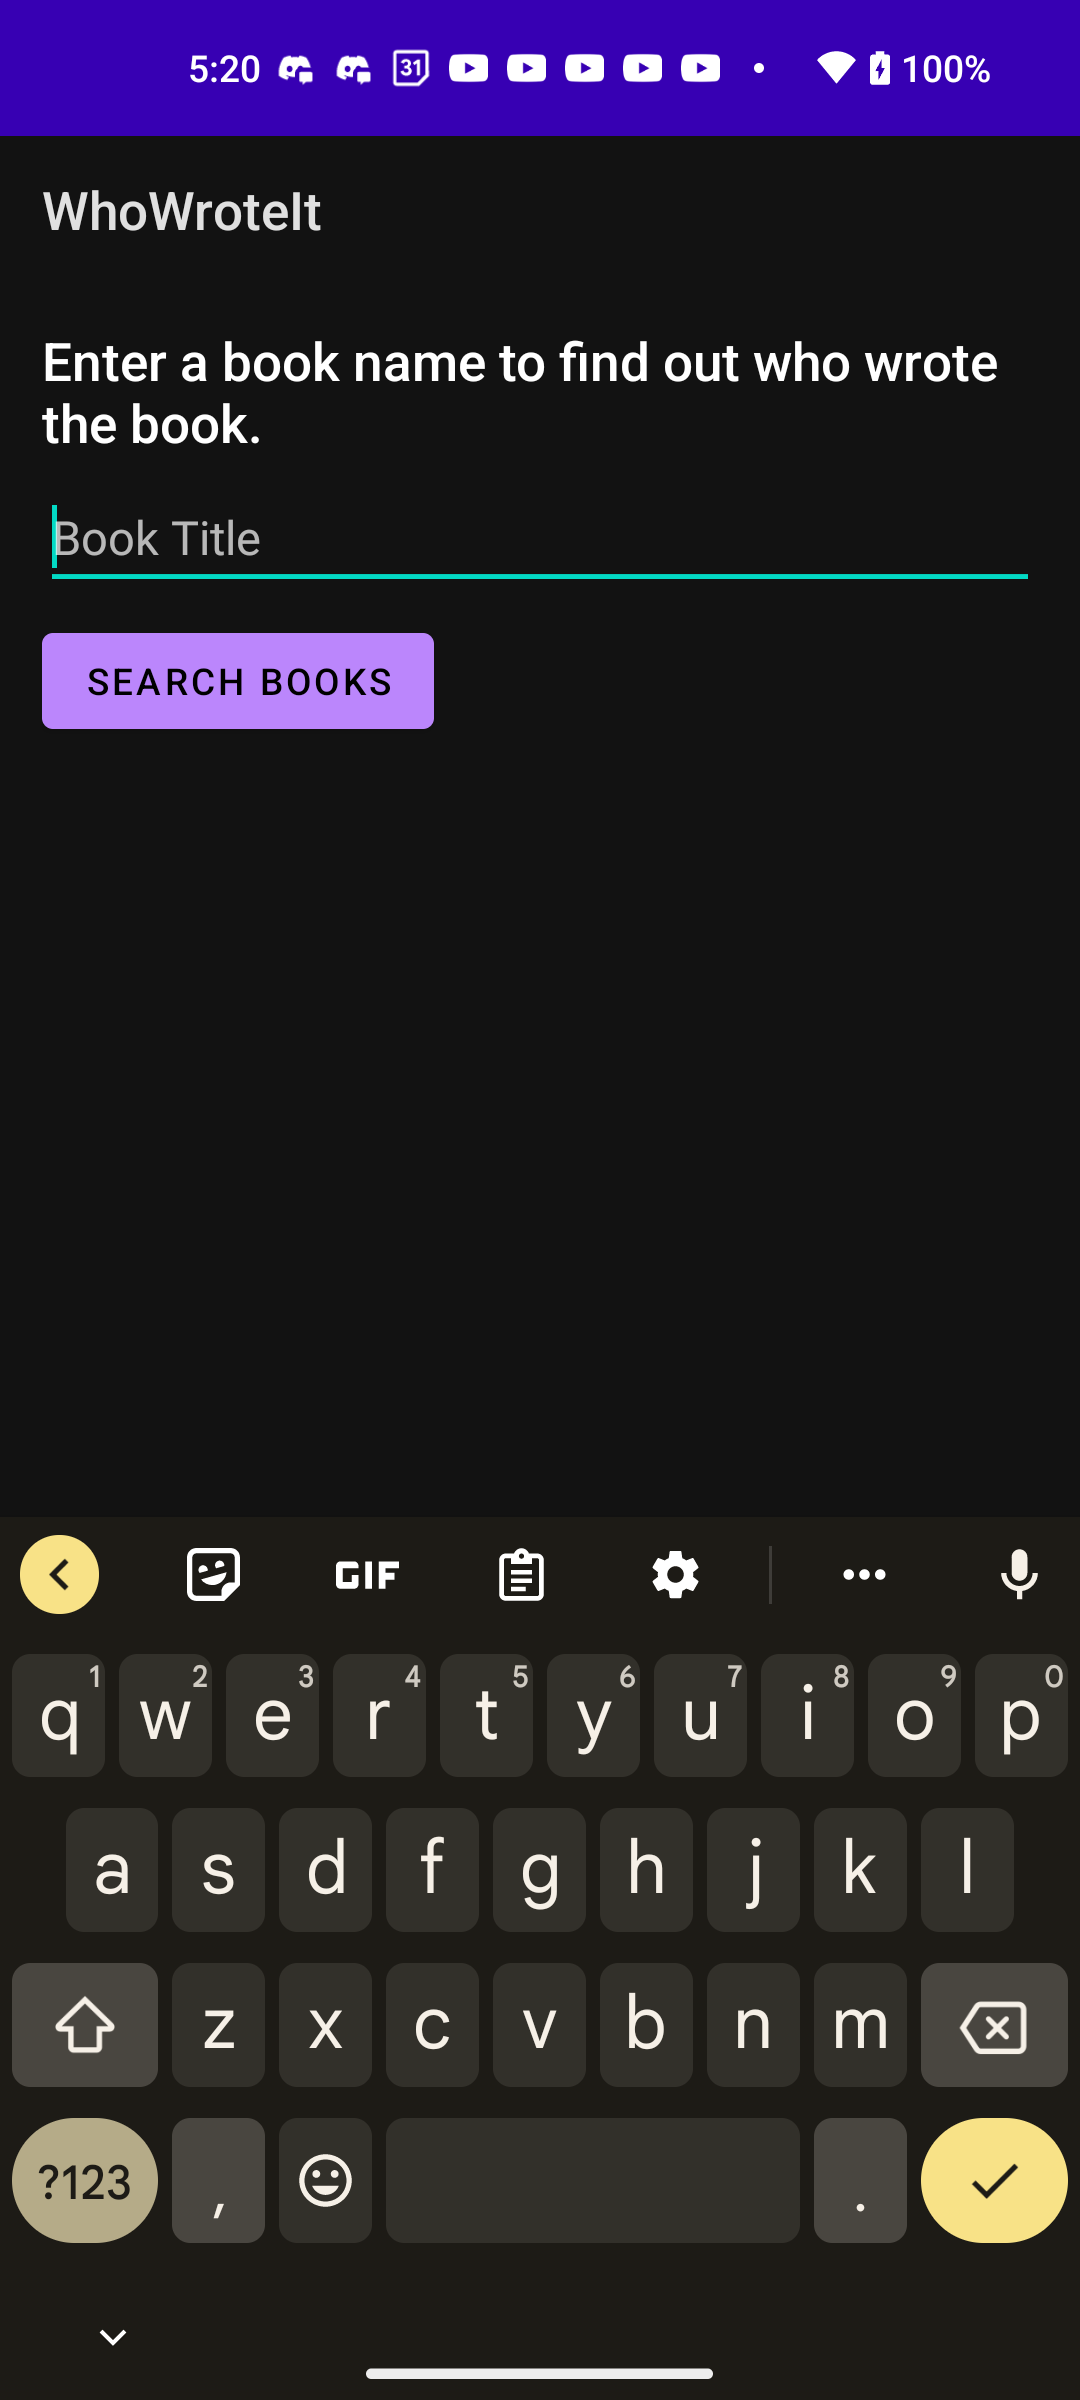 5:20 31 100%
WhoWroteIt
Enter a book name to find out who wrote
the book.
Book Title
SEARCH BOOKS
GIF
q1 w2 e3 r4 t5 y6 u7 i8 o9 p0
a s d f g h j k l
z x c v b n m
?123 , .